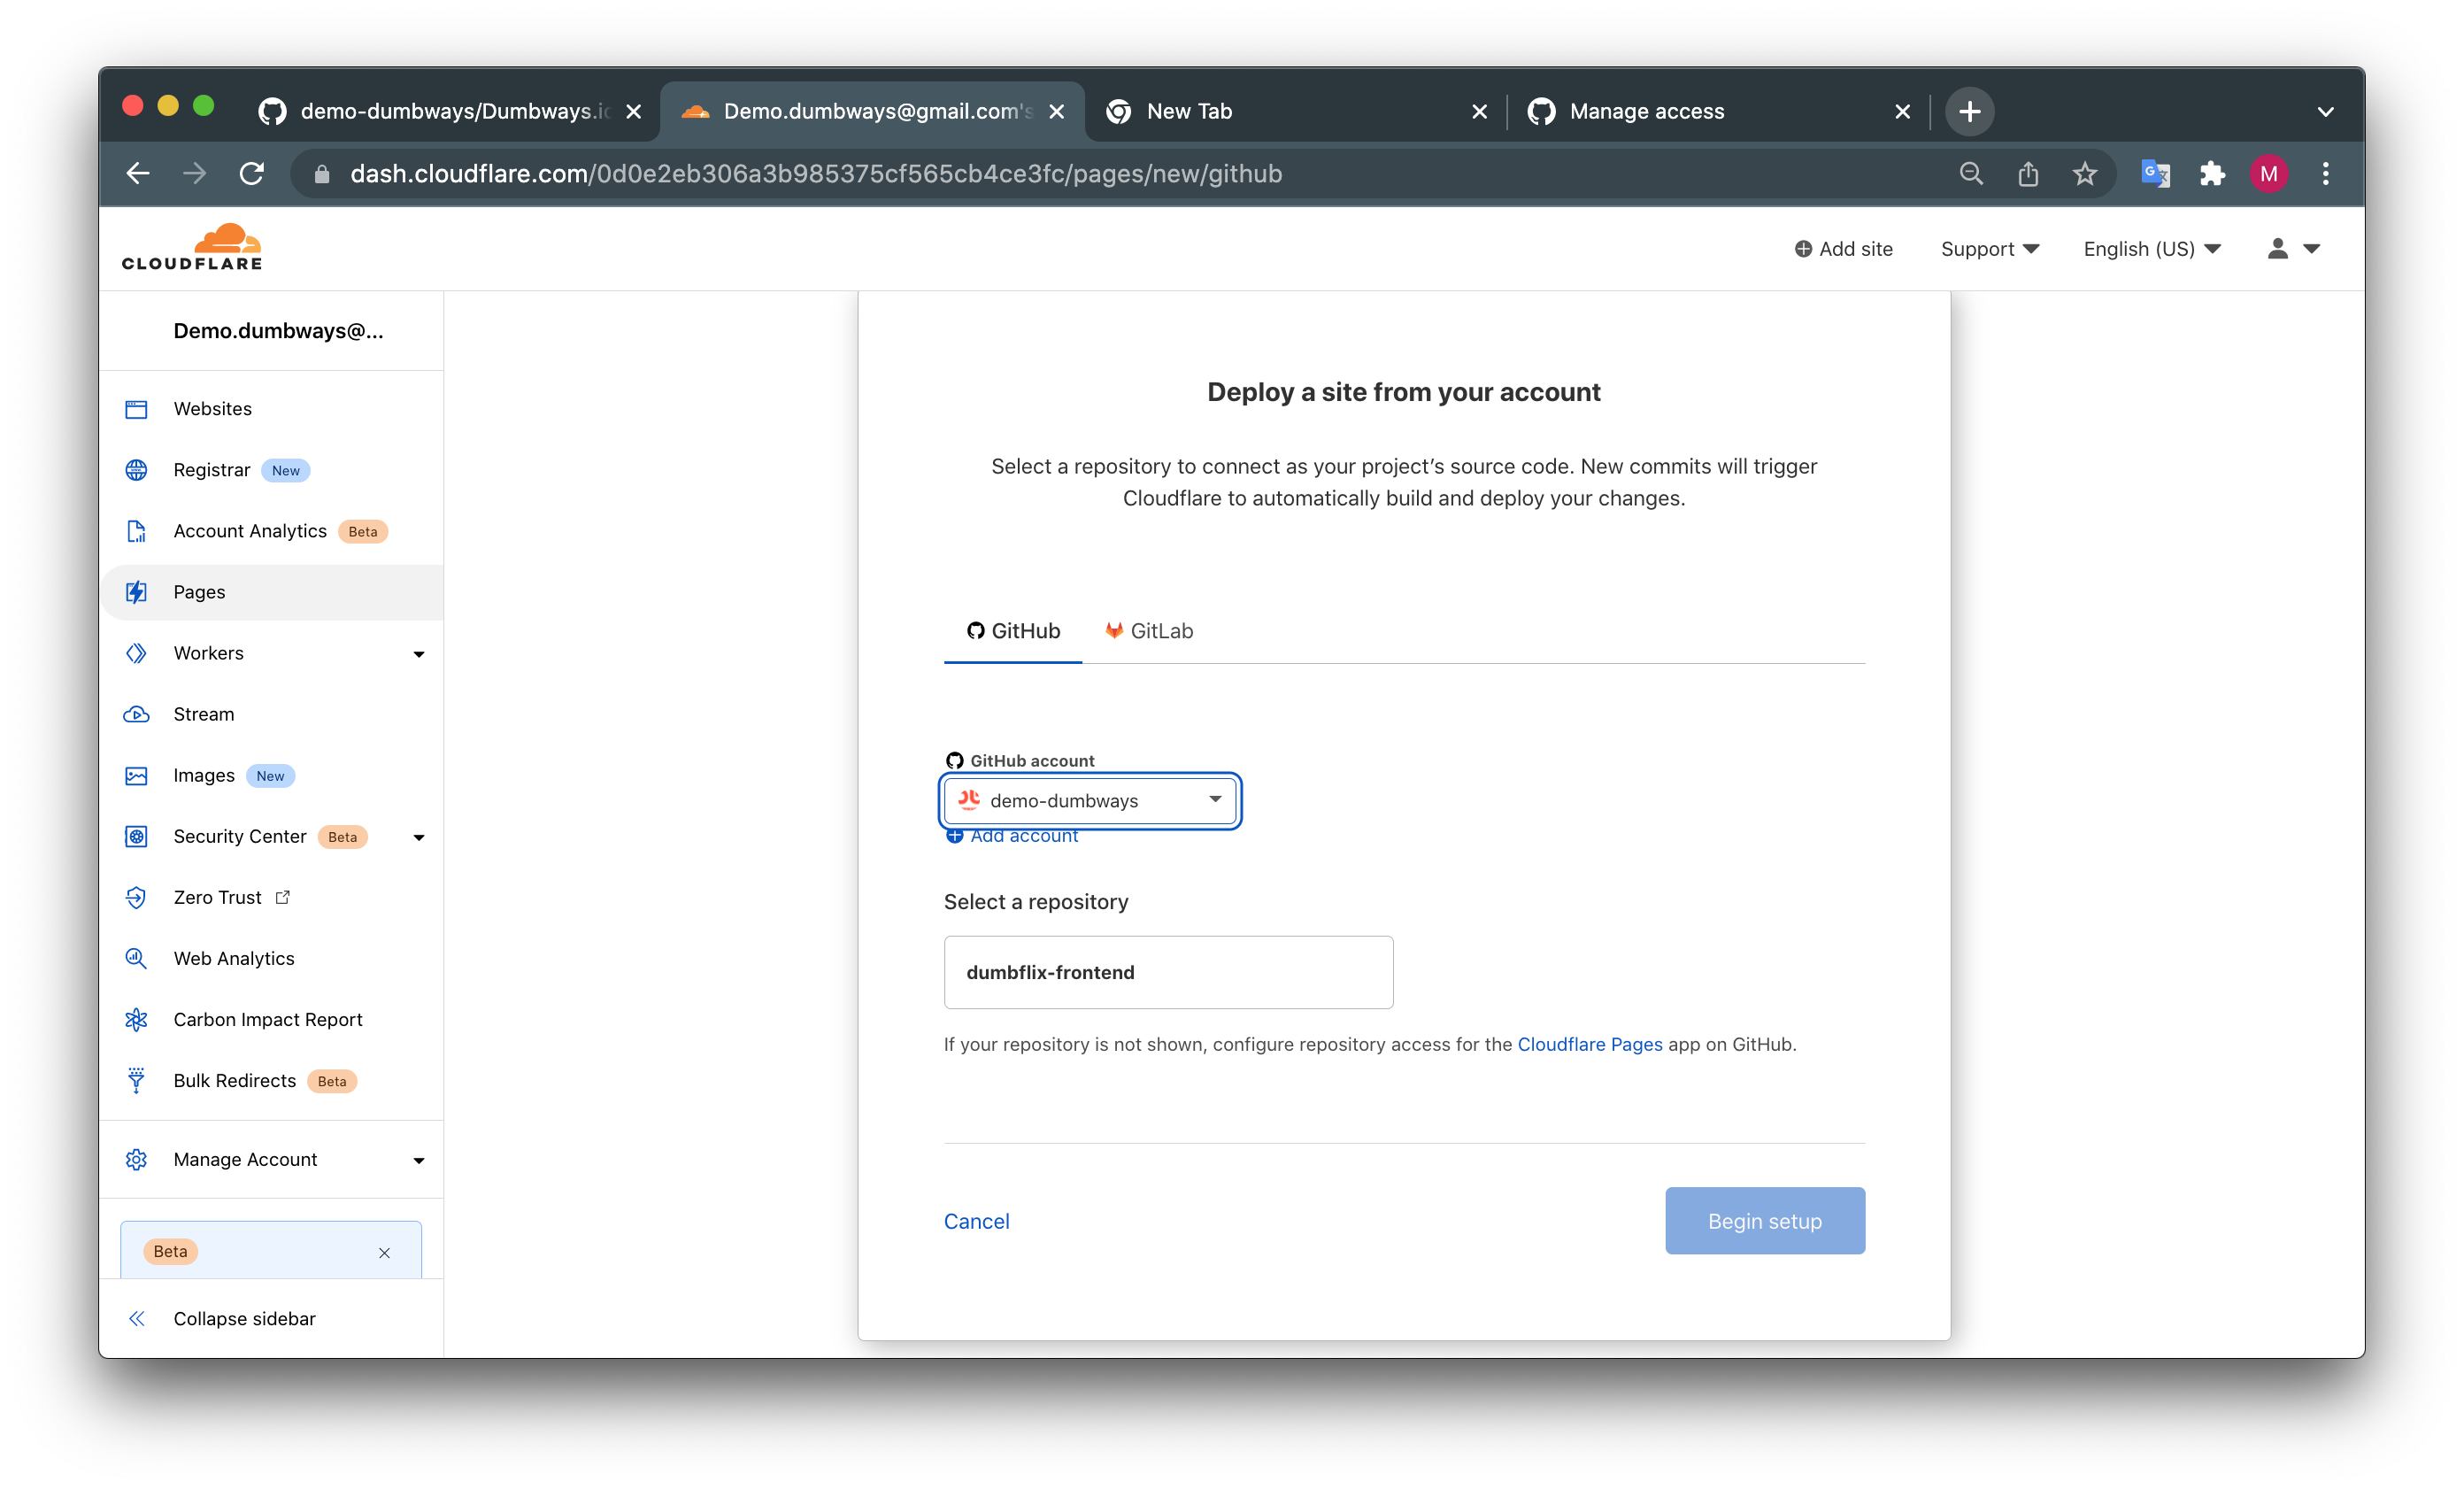 demo-dumbways/Dumbways.i
Demo.dumbways@gmail.com's
New Tab
Manage access
dash.cloudflare.com/0d0e2eb306a3b985375cf565cb4ce3fc/pages/new/github
M
CLOUDFLARE
Add site
Support
English (US)
Demo.dumbways@...
Websites
Registrar New
Account Analytics Beta
Pages
Workers
Stream
Images New
Security Center Beta
Zero Trust
Web Analytics
Carbon Impact Report
Bulk Redirects Beta
Manage Account
Beta
Collapse sidebar
Deploy a site from your account
Select a repository to connect as your project’s source code. New commits will trigger
Cloudflare to automatically build and deploy your changes.
GitHub
GitLab
GitHub account
demo-dumbways
Add account
Select a repository
dumbflix-frontend
If your repository is not shown, configure repository access for the Cloudflare Pages app on GitHub.
Cancel
Begin setup